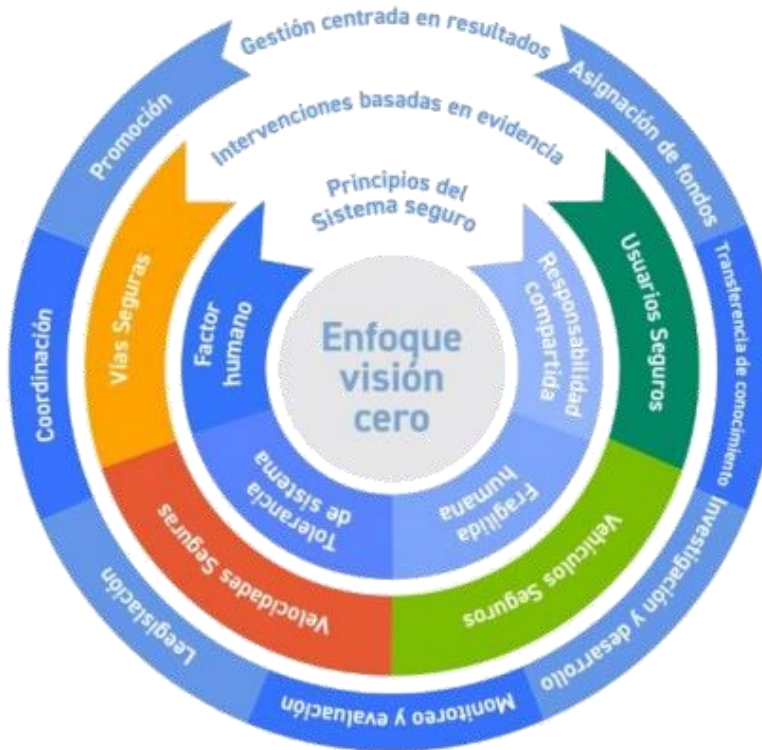 Gestión centrada en resultados
Intervenciones basadas en evidencia
Principios del
Sistema seguro
Enfoque
visión
cero
Factor
humano
Tolerancia
de sistema
Fragilida
humana
Responsabilidad
compartida
Vías Seguras
Velocidades Seguras
Vehículos Seguros
Usuarios Seguros
Promoción
Coordinación
Leegislación
Monitoreo y evaluación
Investigación y desarrollo
Transferencia de conocimiento
Asignación de fondos